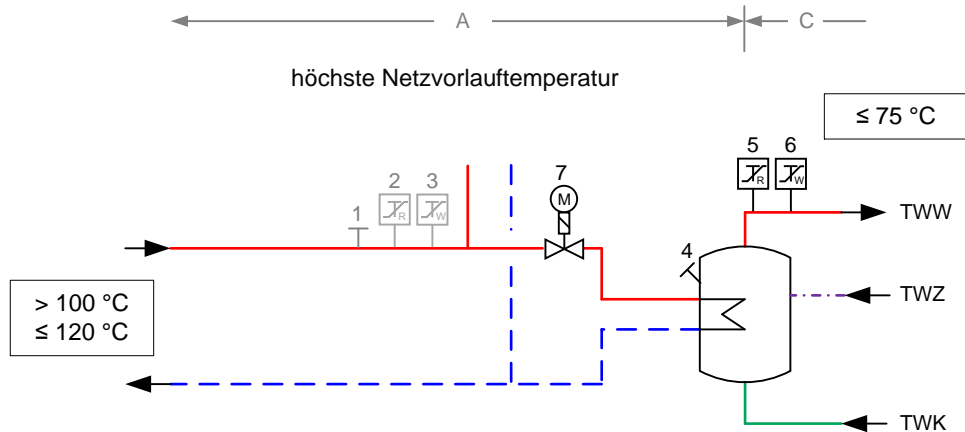 A
C
höchste Netzvorlauftemperatur
≤ 75 °C
5
6
R
W
2
3
7
R
W
M
1
TWW
4
> 100 °C
≤ 120 °C
TWZ
TWK